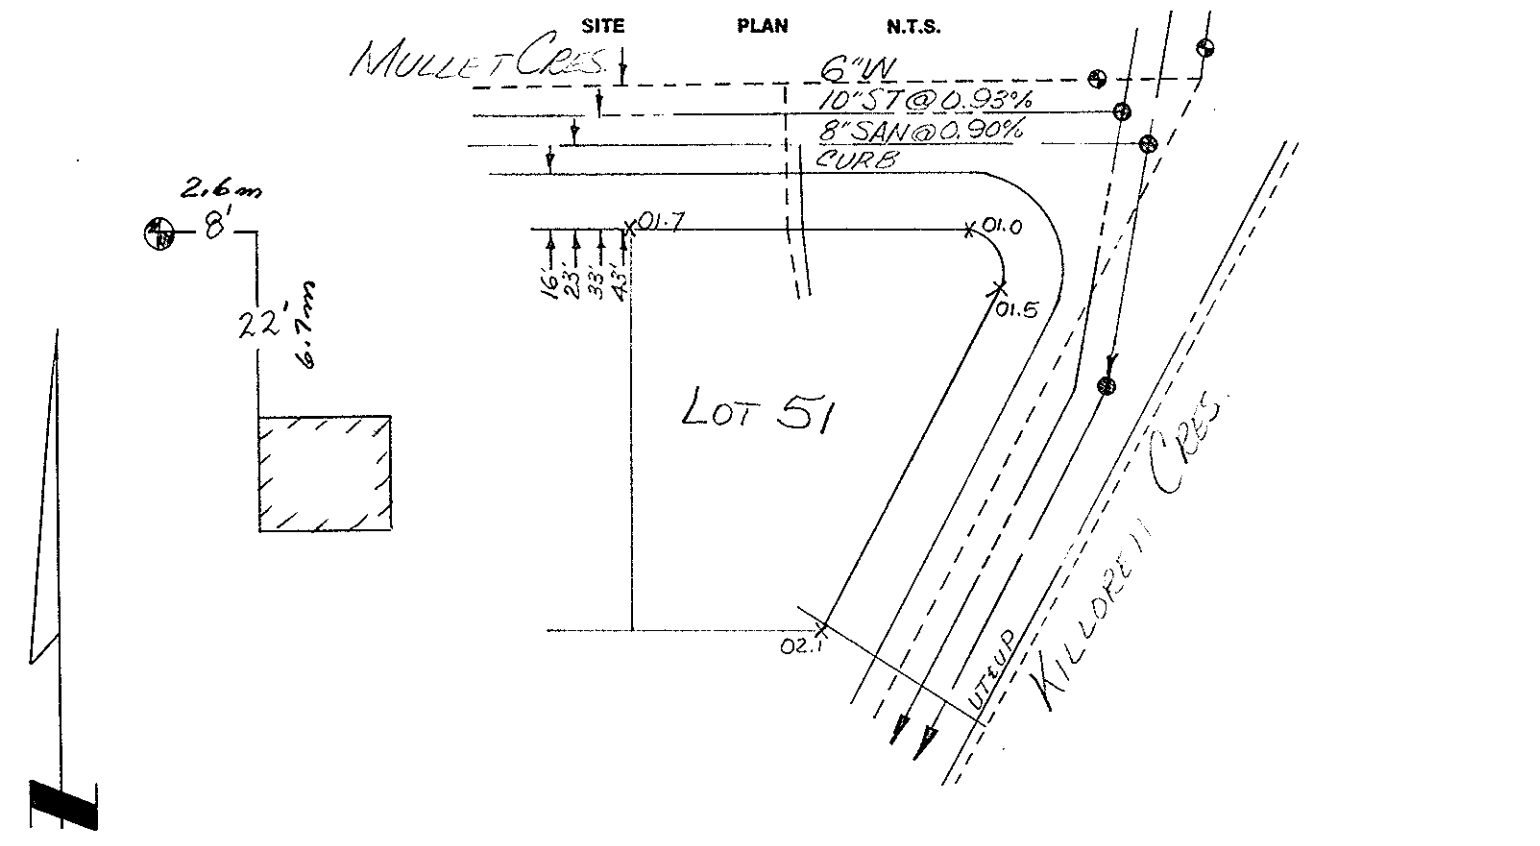 SITE PLAN N.T.S.
MULLET CRES.
6"W
10"ST@0.93%
8"SAN@0.90%
CURB
2.6m
8'
01.7
01.0
16'
23'
33'
43'
22'
6.7m
01.5
LOT 51
KILLOREN CRES.
02.1
UT&UP
N